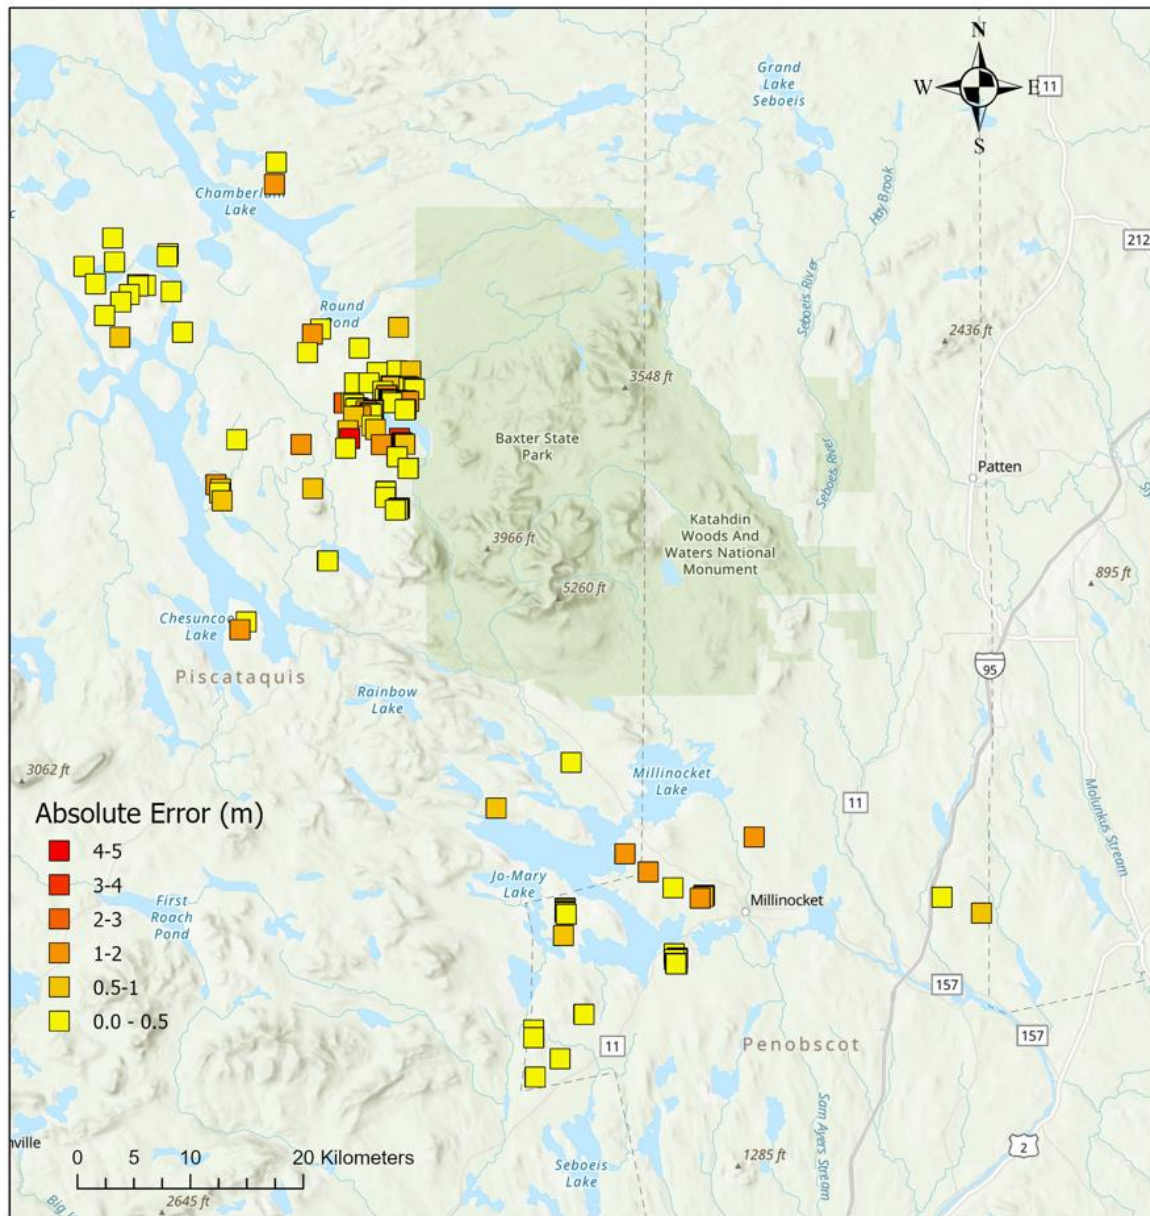 N
W
E
S
11
Grand
Lake
Seboeis
Chamberlain
Lake
Hay Brook
212
Round
Pond
Seboeis River
2436 ft
3548 ft
Baxter State
Park
Seboeis River
Patten
Katahdin
Woods And
Waters National
Monument
3966 ft
5260 ft
895 ft
Chesuncook
Lake
Piscataquis
95
Rainbow
Lake
3062 ft
Millinocket
Lake
11
Molunkus Stream
Absolute Error (m)
4-5
3-4
2-3
1-2
0.5-1
0.0 - 0.5
Jo-Mary
Lake
First
Roach
Pond
Millinocket
157
157
11
Penobscot
Sam Ayers Stream
2
nville
0 5 10 20 Kilometers
Seboeis
Lake
1285 ft
2645 ft
Big